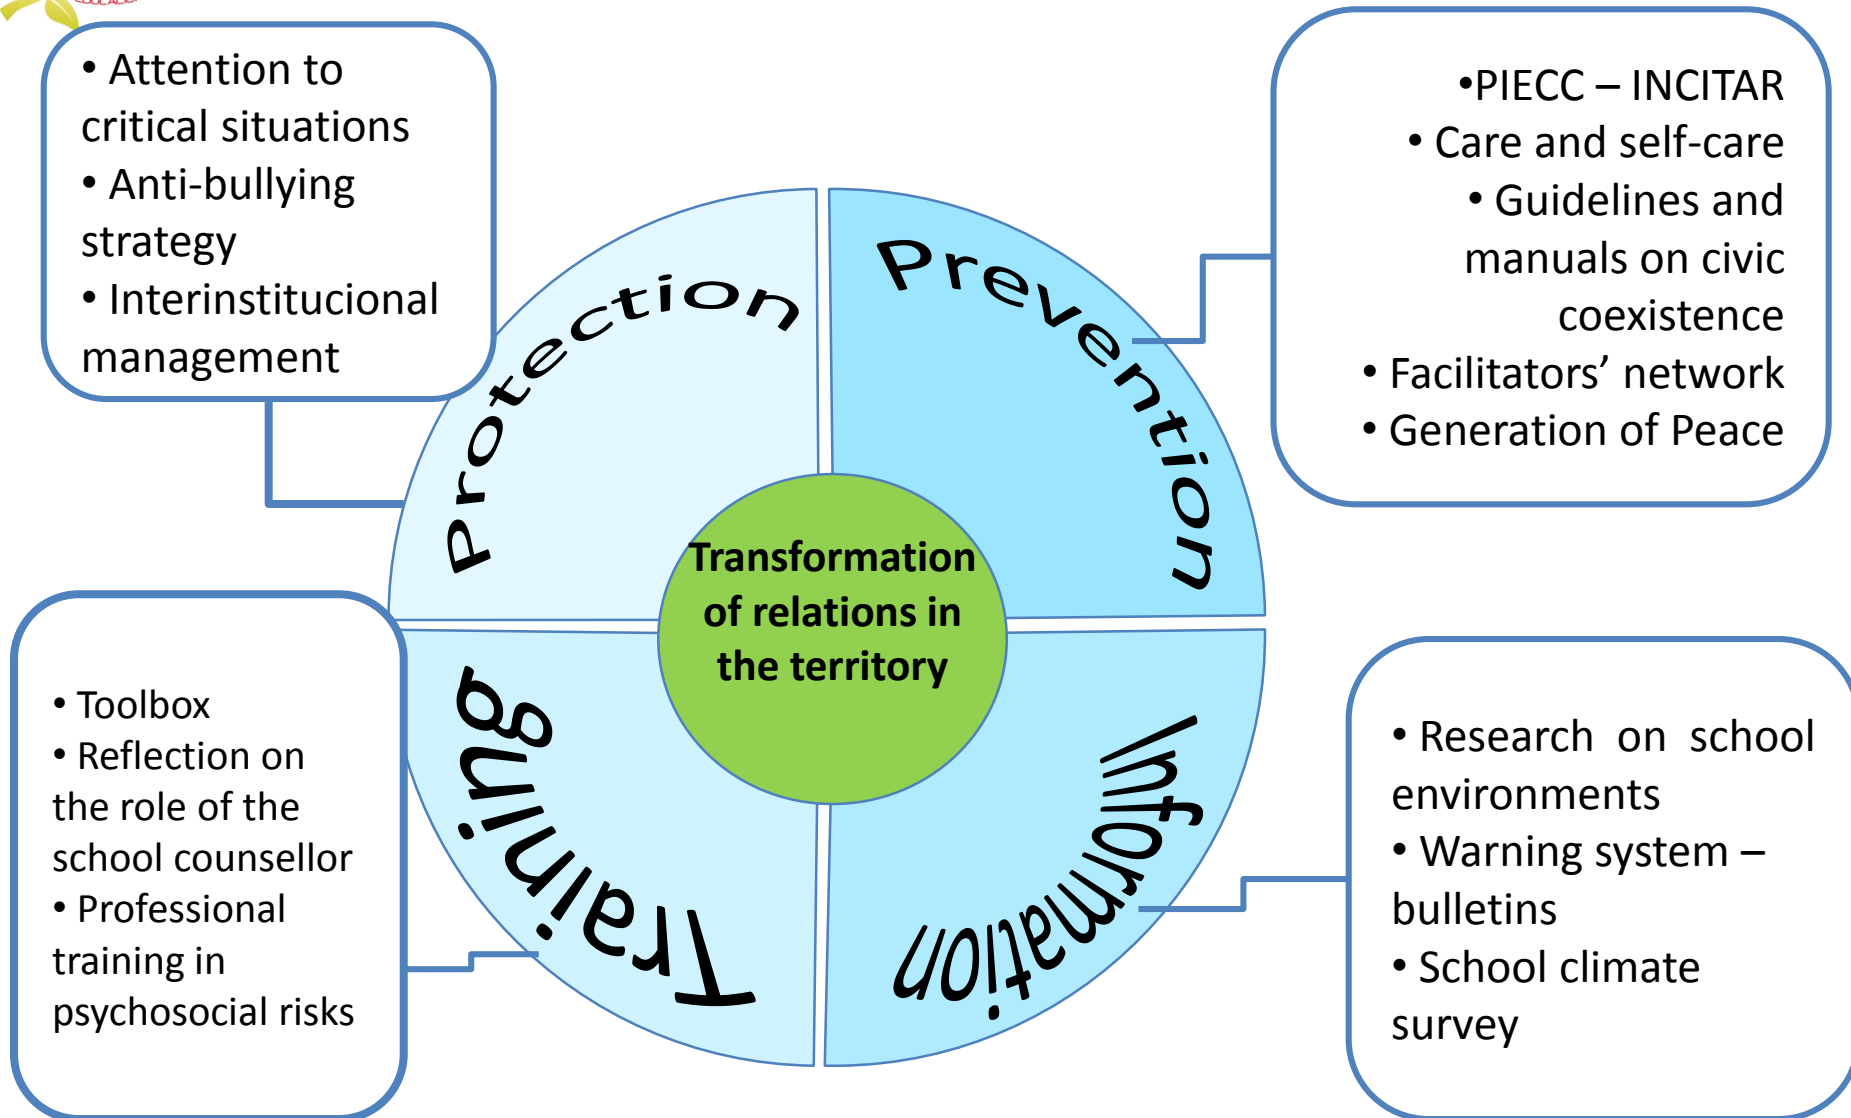 • Attention to
critical situations
• Anti-bullying
strategy
• Interinstitucional
management
•PIECC – INCITAR
• Care and self-care
• Guidelines and
manuals on civic
coexistence
• Facilitators’ network
• Generation of Peace
Protection
Prevention
Transformation
of relations in
the territory
Training
Information
• Toolbox
• Reflection on
the role of the
school counsellor
• Professional
training in
psychosocial risks
• Research on school
environments
• Warning system –
bulletins
• School climate
survey